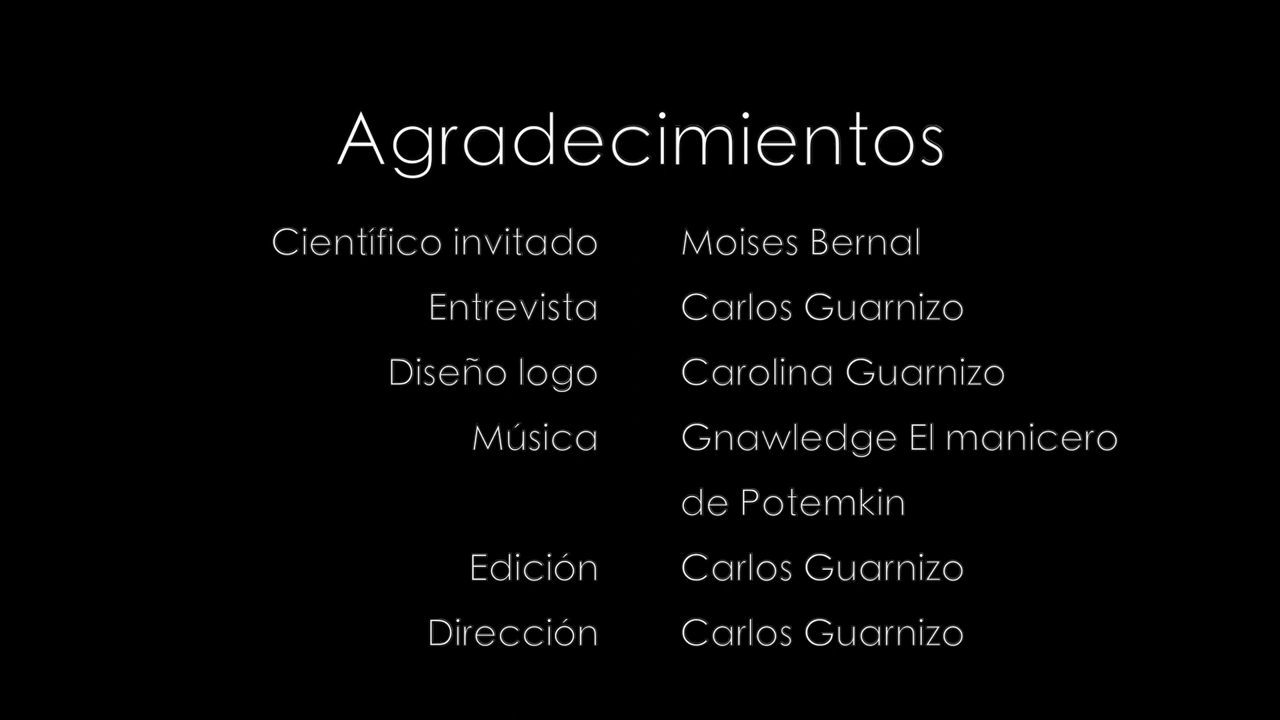 Agradecimientos
Científico invitado Moises Bernal
Entrevista Carlos Guarnizo
Diseño logo Carolina Guarnizo
Música Gnawledge El manicero
de Potemkin
Edición Carlos Guarnizo
Dirección Carlos Guarnizo